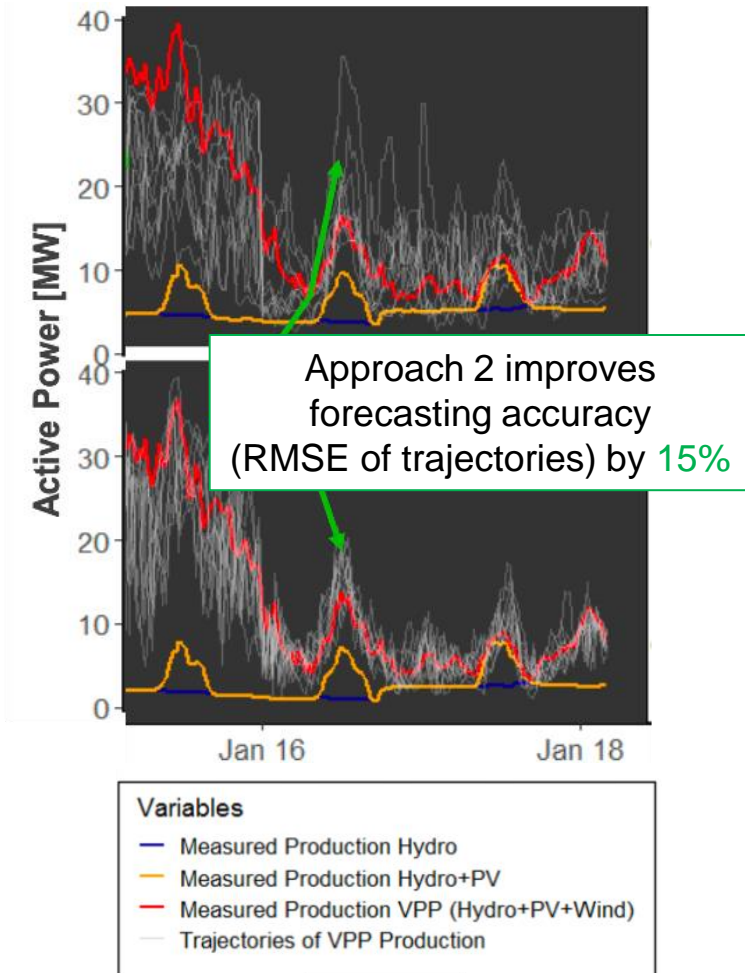 40
30
20
10
0
Active Power [MW]
Approach 2 improves
forecasting accuracy
(RMSE of trajectories) by 15%
40
30
20
10
0
Jan 16
Jan 18
Variables
Measured Production Hydro
Measured Production Hydro+PV
Measured Production VPP (Hydro+PV+Wind)
Trajectories of VPP Production